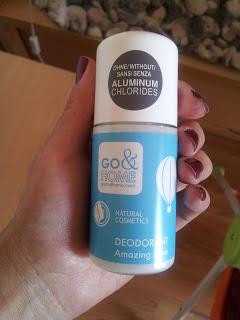 OHNE/WITHOUT/
SANS/SENZA
ALUMINUM
CHLORIDES
GO&
HOME
NATURAL
COSMETICS
DEODORANT
Amazing